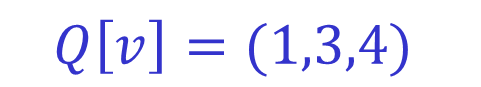 Q[v] = (1,3,4)